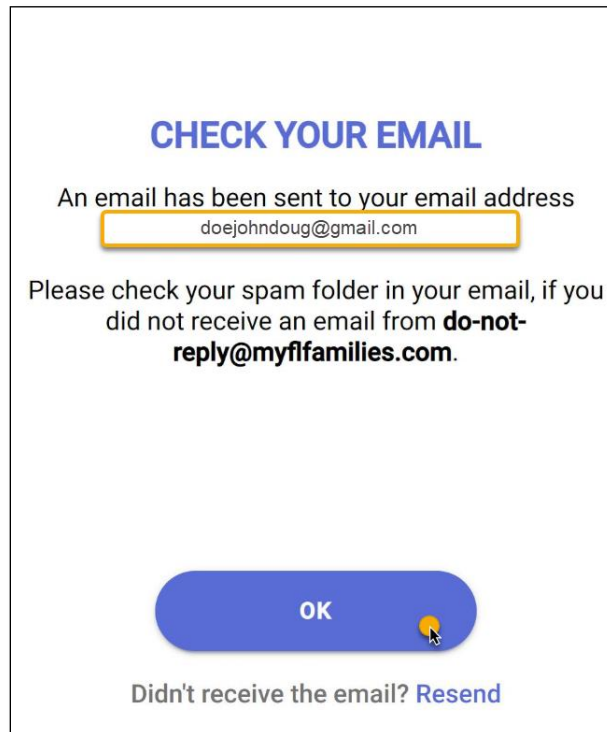 CHECK YOUR EMAIL
An email has been sent to your email address
doejohndoug@gmail.com
Please check your spam folder in your email, if you
did not receive an email from do-not-
reply@myflfamilies.com.
OK
Didn't receive the email? Resend